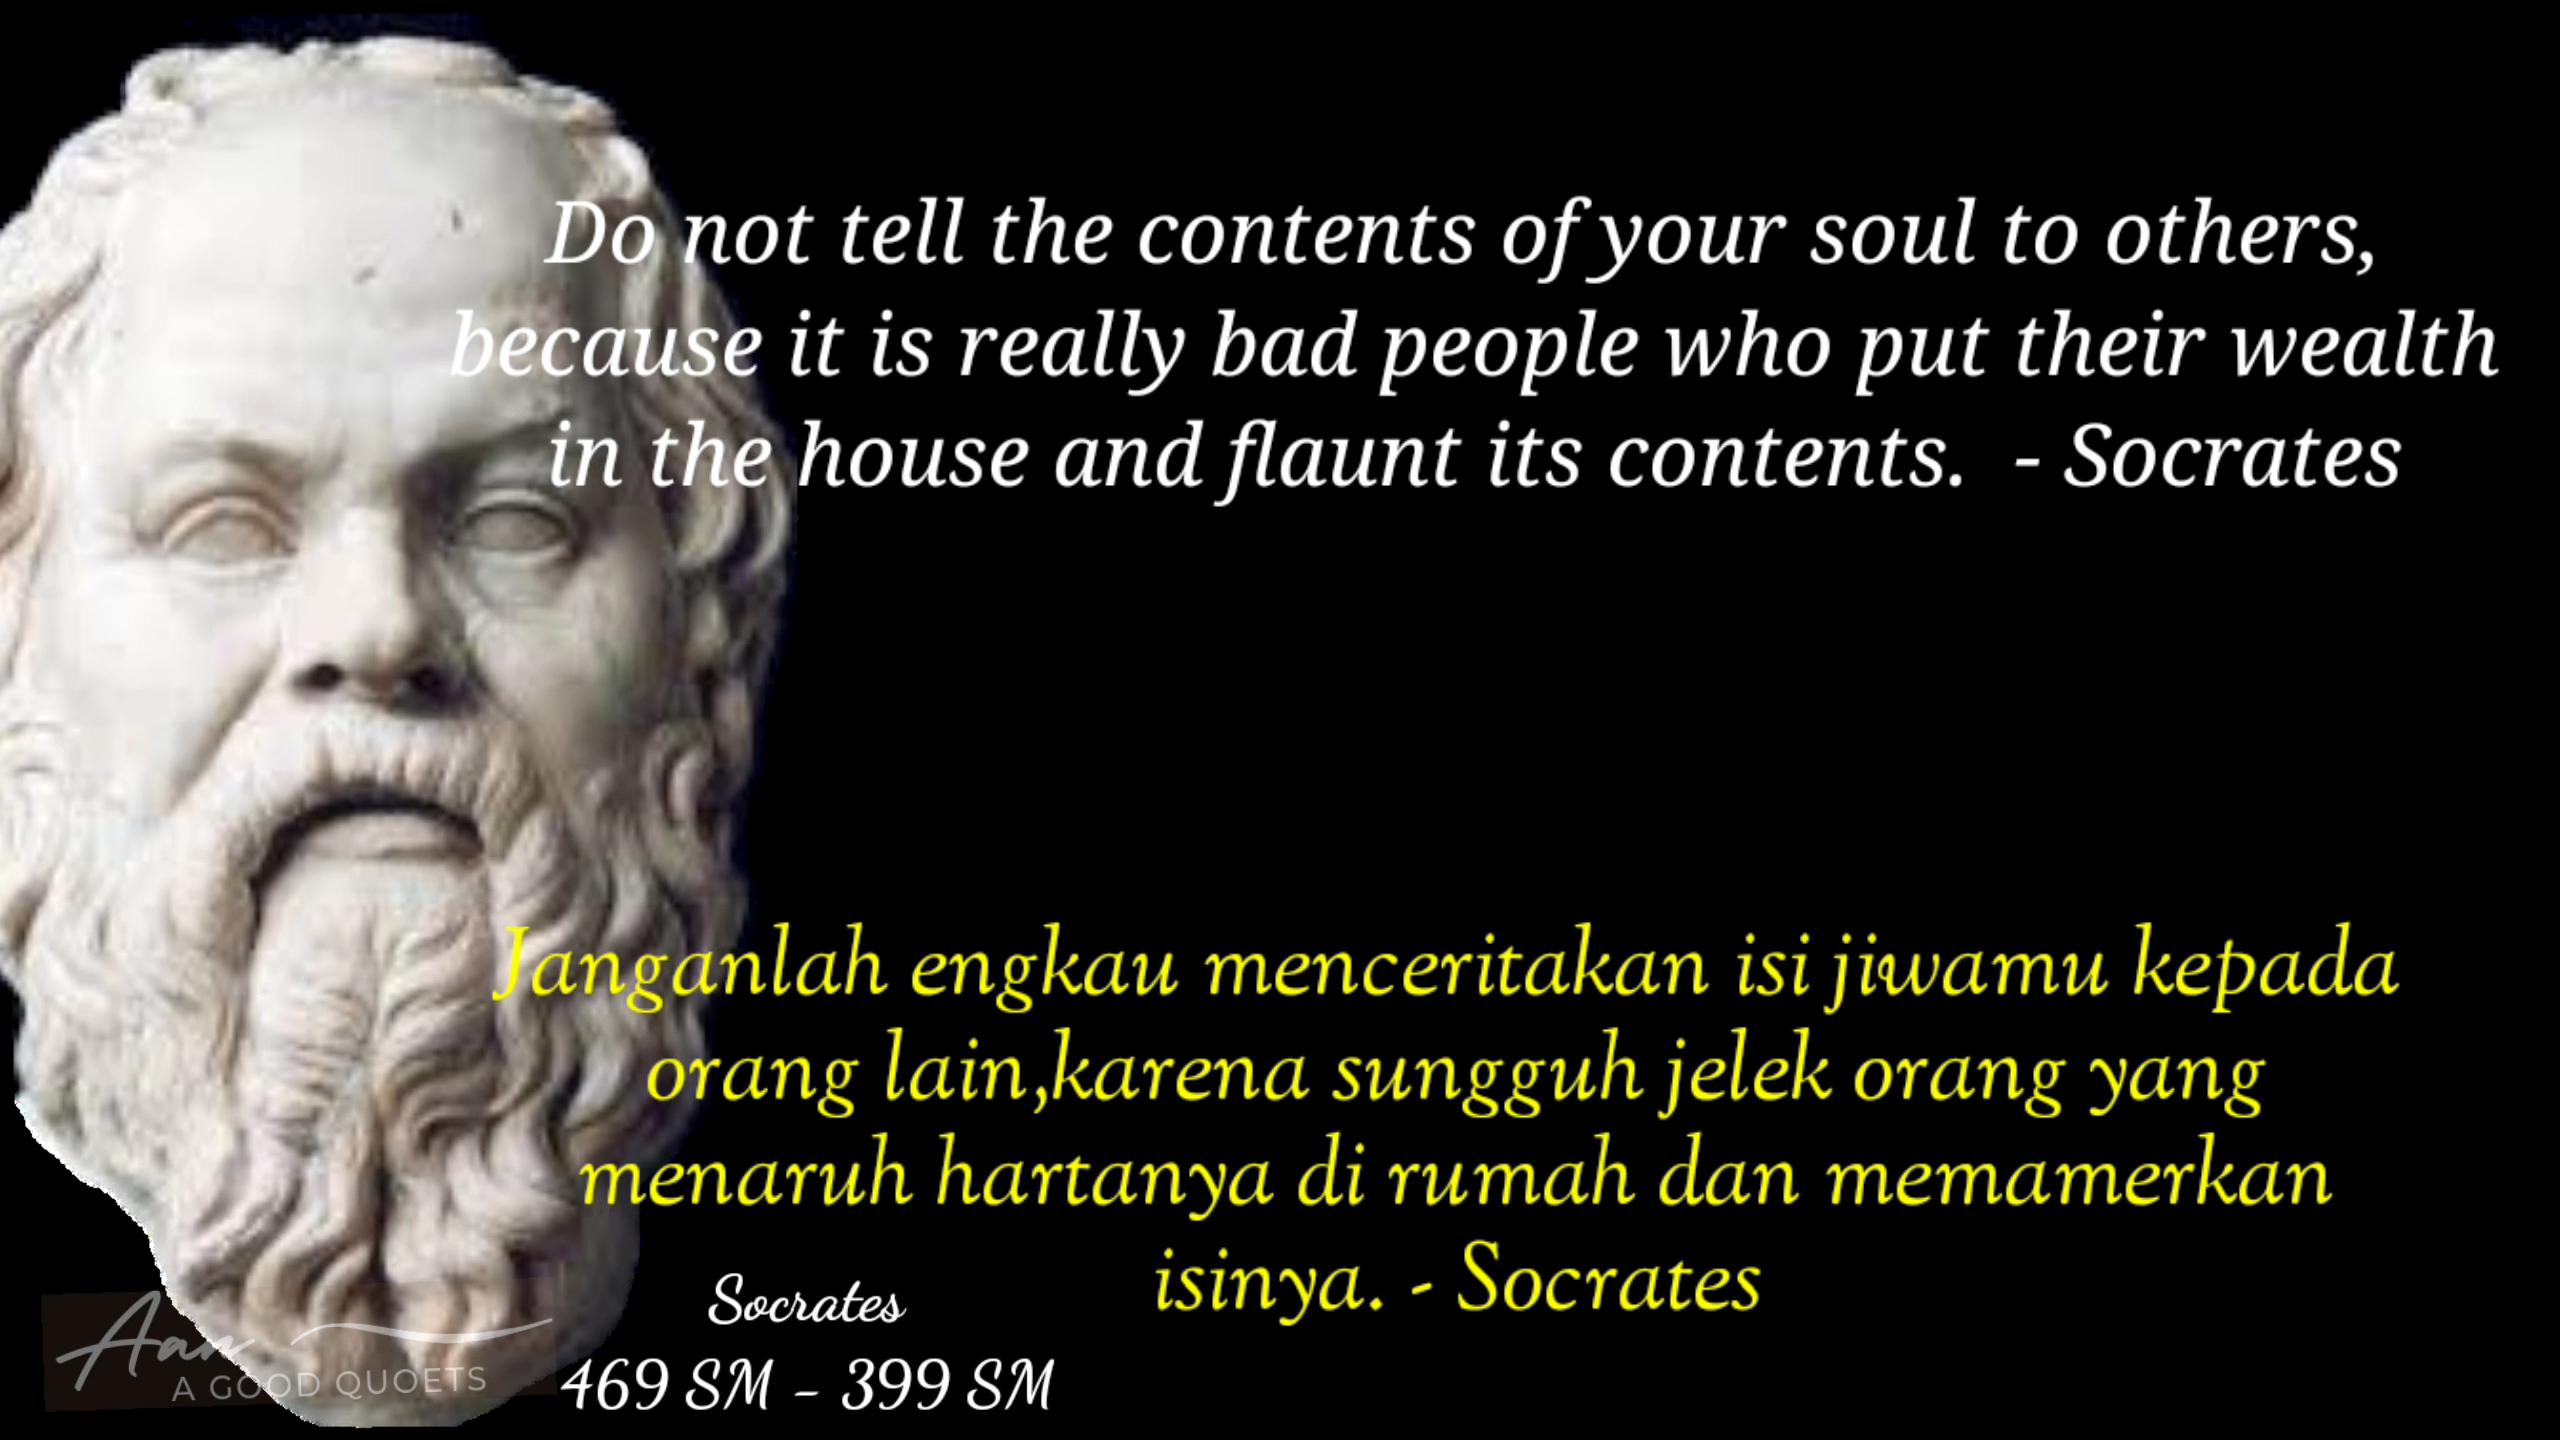 Do not tell the contents of your soul to others,
because it is really bad people who put their wealth
in the house and flaunt its contents. - Socrates
Janganlah engkau menceritakan isi jiwamu kepada
orang lain,karena sungguh jelek orang yang
menaruh hartanya di rumah dan memamerkan
isinya. - Socrates
Socrates
469 SM - 399 SM
Aan
A GOOD QUOETS